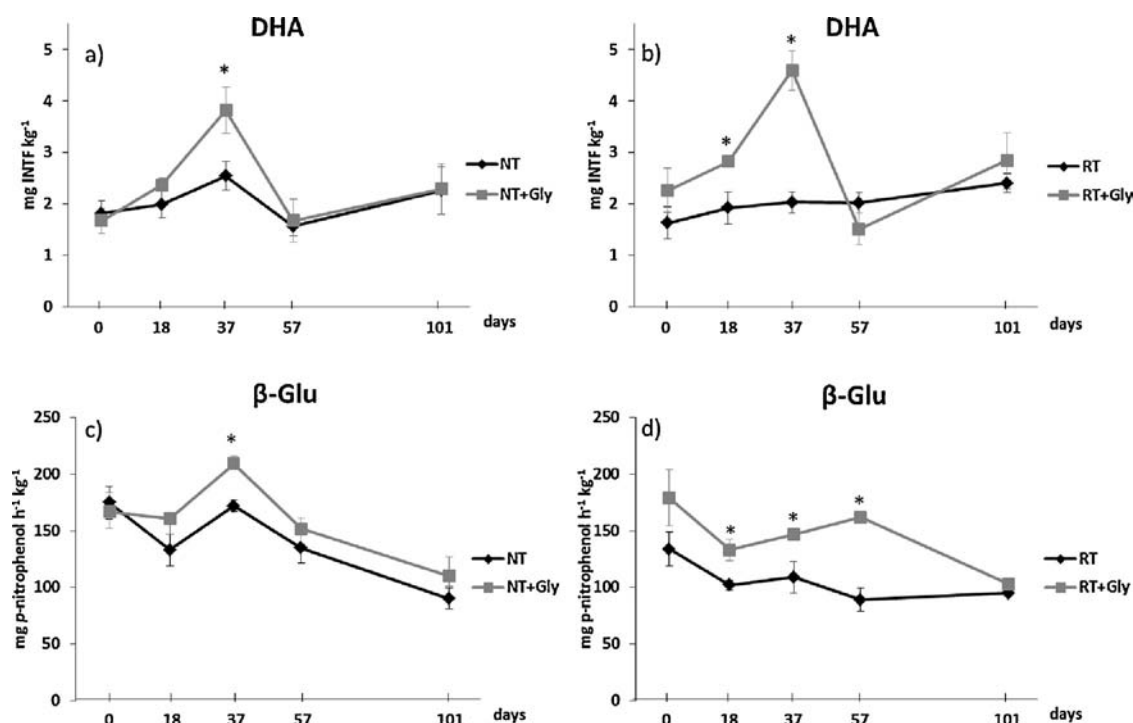 DHA
a)
*
mg INTF kg-1
5
4
3
2
1
0
0 18 37 57 101 days
NT
NT+Gly
DHA
b)
*
*
mg INTF kg-1
5
4
3
2
1
0
0 18 37 57 101 days
RT
RT+Gly
β-Glu
c)
*
mg p-nitrophenol h-1 kg-1
250
200
150
100
50
0
0 18 37 57 101 days
NT
NT+Gly
β-Glu
d)
*
*
*
mg p-nitrophenol h-1 kg-1
250
200
150
100
50
0
0 18 37 57 101 days
RT
RT+Gly